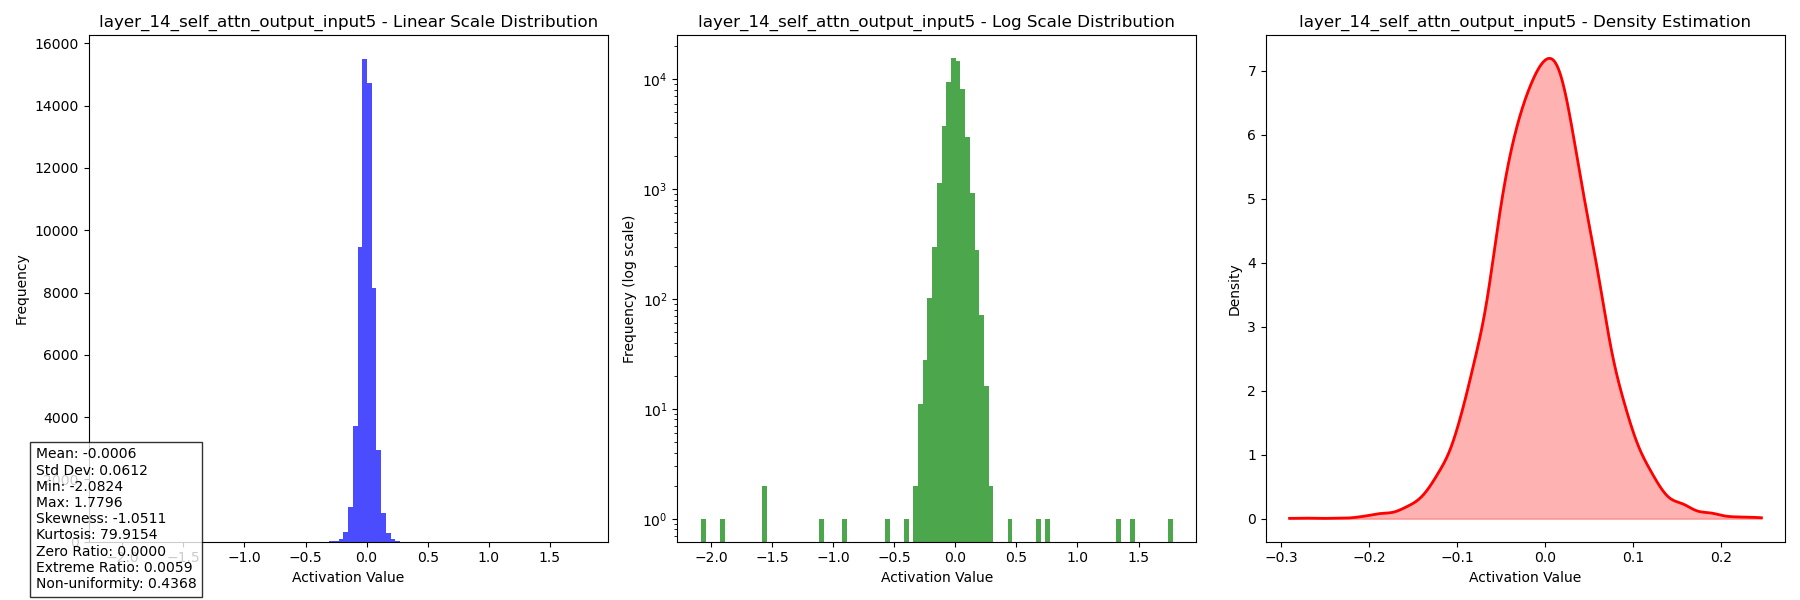 layer_14_self_attn_output_input5 - Linear Scale Distribution
16000
14000
12000
10000
8000
6000
4000
Frequency
−1.0 −0.5 0.0 0.5 1.0 1.5
Activation Value
Mean: -0.0006
Std Dev: 0.0612
Min: -2.0824
Max: 1.7796
Skewness: -1.0511
Kurtosis: 79.9154
Zero Ratio: 0.0000
Extreme Ratio: 0.0059
Non-uniformity: 0.4368
layer_14_self_attn_output_input5 - Log Scale Distribution
10⁴
10³
10²
10¹
10⁰
Frequency (log scale)
−2.0 −1.5 −1.0 −0.5 0.0 0.5 1.0 1.5
Activation Value
layer_14_self_attn_output_input5 - Density Estimation
7
6
5
4
3
2
1
0
Density
−0.3 −0.2 −0.1 0.0 0.1 0.2
Activation Value